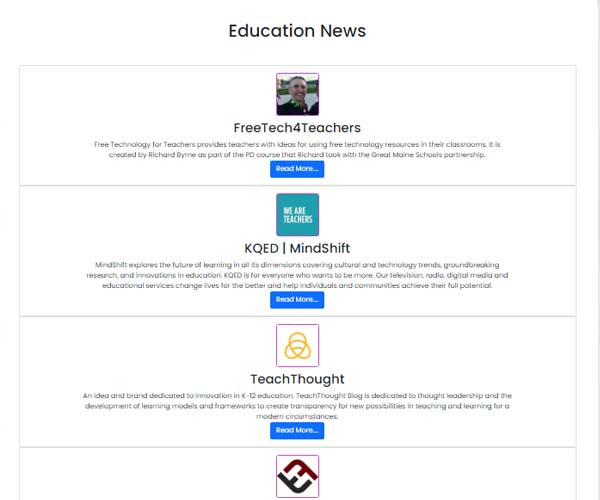 Education News
FreeTech4Teachers
Free Technology for Teachers provides teachers with ideas for using free technology resources in their classrooms. It is
created by Richard Byrne as part of the PD course that Richard took with the Great Maine Schools partnership.
Read More...
WE ARE
TEACHERS
KQED | MindShift
MindShift explores the future of learning in all its dimensions covering cultural and technology trends, groundbreaking
research, and innovations in education. KQED is for everyone who wants to be more. Our television, radio, digital media and
educational services change lives for the better and help individuals and communities achieve their full potential.
Read More...
TeachThought
An idea and brand dedicated to innovation in K-12 education. TeachThought Blog is dedicated to thought leadership and the
development of learning models and frameworks to create transparency for new possibilities in teaching and learning for a
modern circumstances.
Read More...